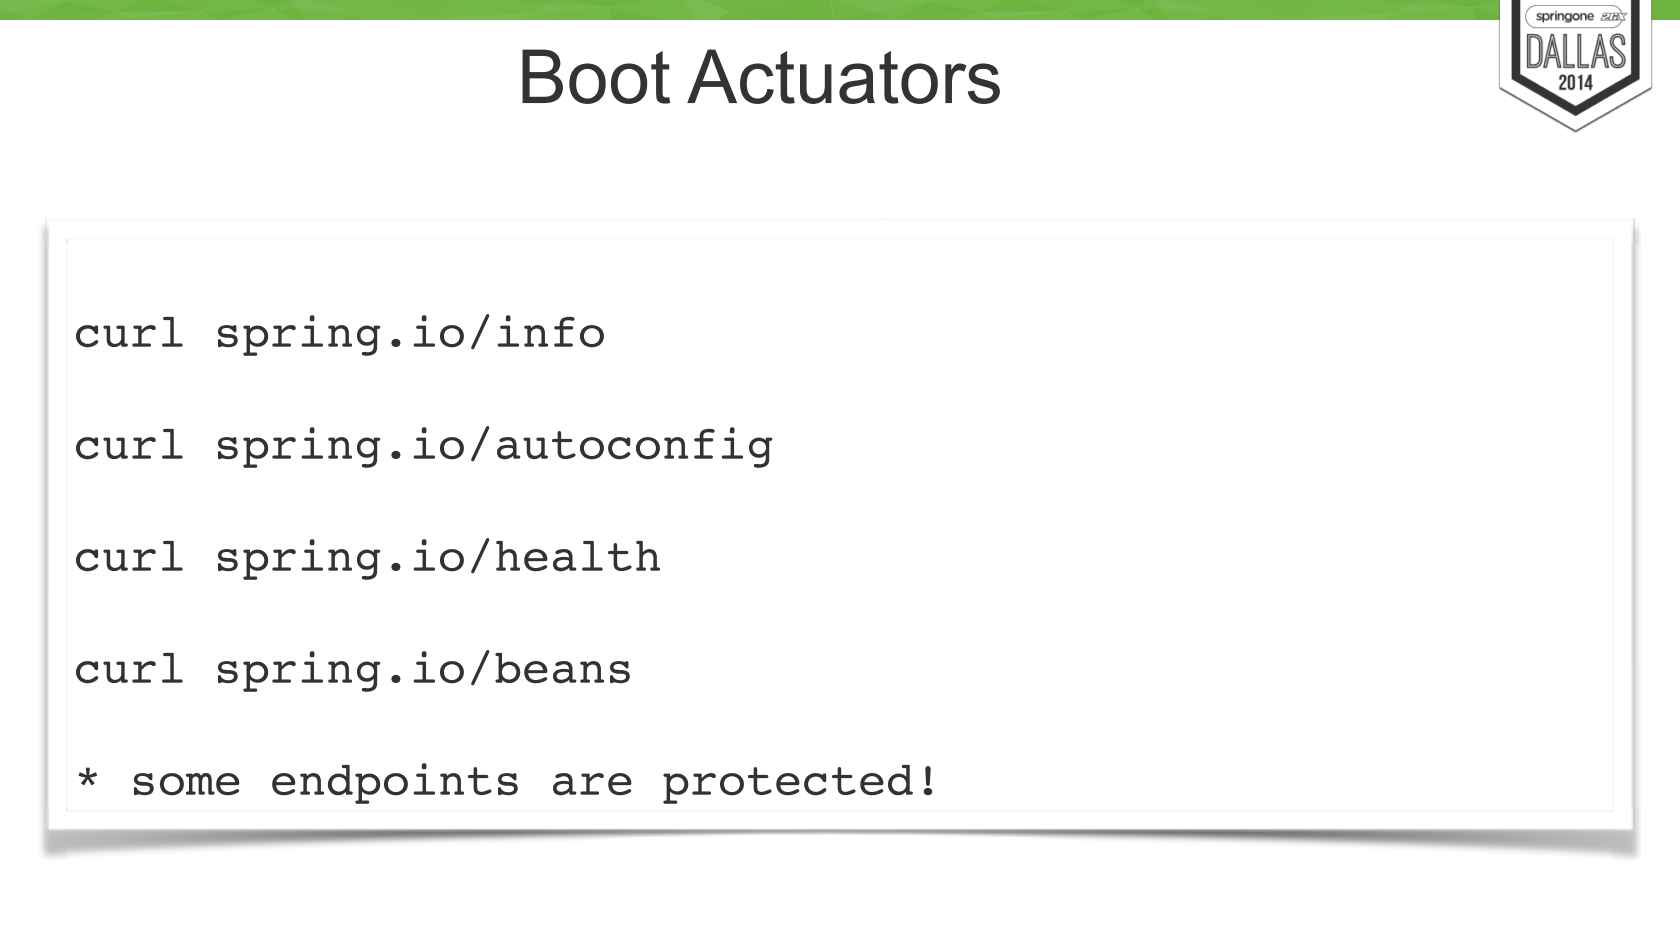 springone 2GX
DALLAS
2014
Boot Actuators
curl spring.io/info
curl spring.io/autoconfig
curl spring.io/health
curl spring.io/beans
* some endpoints are protected!